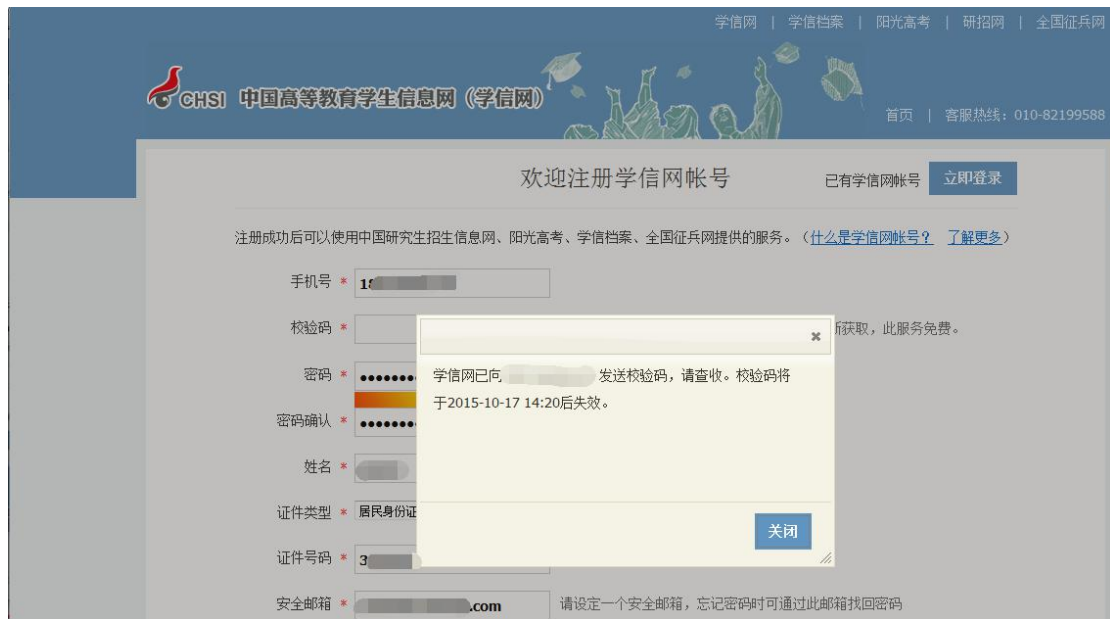 学信网 | 学信档案 | 阳光高考 | 研招网 | 全国征兵网
CHSI 中国高等教育学生信息网(学信网)
首页 | 客服热线:010-82199588
欢迎注册学信网帐号 已有学信网帐号 立即登录
注册成功后可以使用中国研究生招生信息网、阳光高考、学信档案、全国征兵网提供的服务。(什么是学信网帐号? 了解更多)
手机号 * 18
校验码 * 获取,此服务免费。
×
密码 * ●●●●●●●
学信网已向 发送校验码,请查收。校验码将
于2015-10-17 14:20后失效。
密码确认 * ●●●●●●●
姓名 *
证件类型 * 居民身份证
关闭
证件号码 * 3
安全邮箱 * .com 请设定一个安全邮箱,忘记密码时可通过此邮箱找回密码